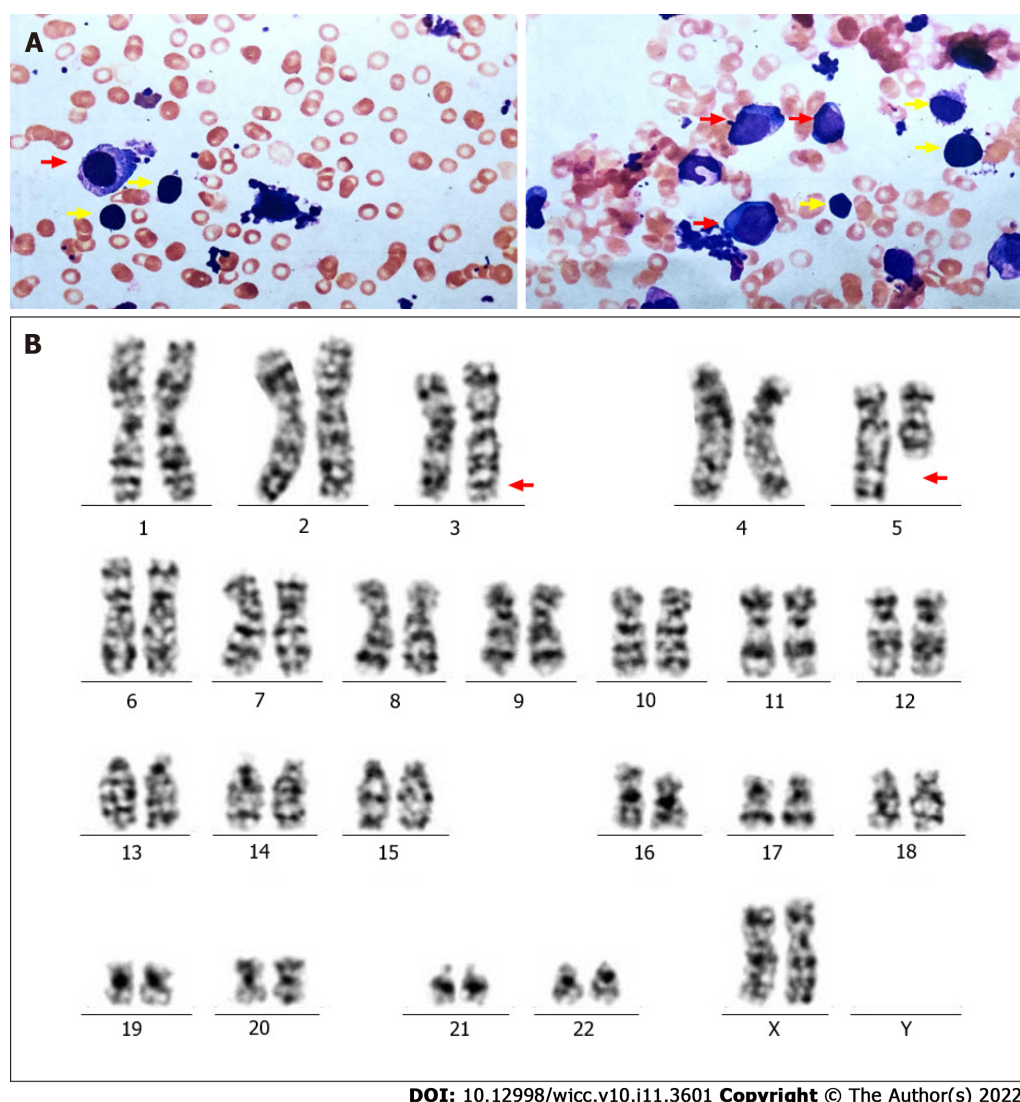 A
B
1 2 3 4 5
6 7 8 9 10 11 12
13 14 15 16 17 18
19 20 21 22 X Y
DOI: 10.12998/wjcc.v10.i11.3601 Copyright © The Author(s) 2022